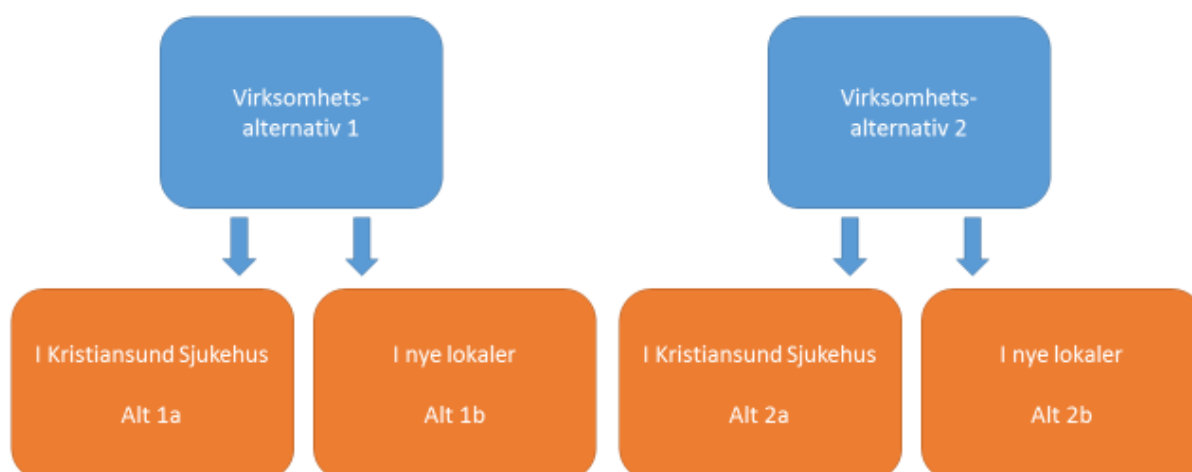 Virksomhets-
alternativ 1
Virksomhets-
alternativ 2
I Kristiansund Sjukehus
Alt 1a
I nye lokaler
Alt 1b
I Kristiansund Sjukehus
Alt 2a
I nye lokaler
Alt 2b